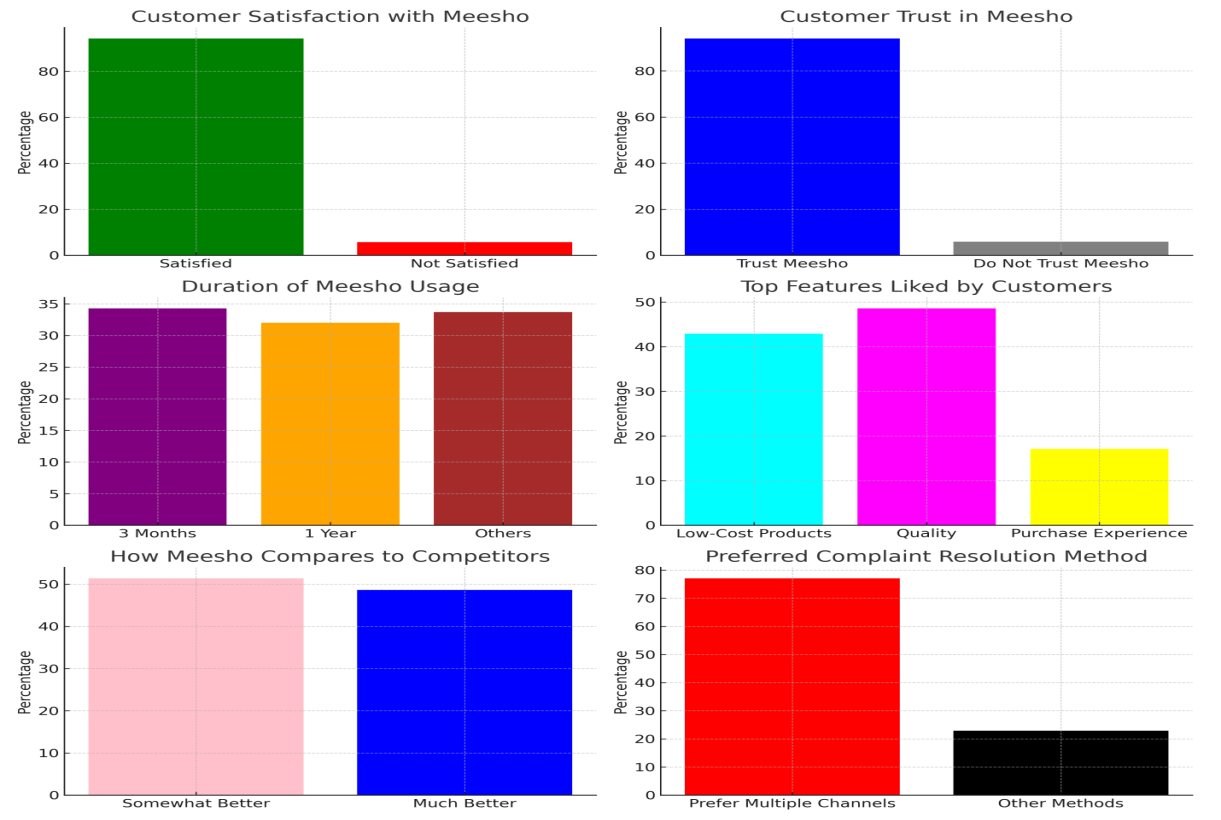 Customer Satisfaction with Meesho
Percentage
80
60
40
20
0
Satisfied
Not Satisfied
Customer Trust in Meesho
Percentage
80
60
40
20
0
Trust Meesho
Do Not Trust Meesho
Duration of Meesho Usage
Percentage
35
30
25
20
15
10
5
0
3 Months
1 Year
Others
Top Features Liked by Customers
Percentage
50
40
30
20
10
0
Low-Cost Products
Quality
Purchase Experience
How Meesho Compares to Competitors
Percentage
50
40
30
20
10
0
Somewhat Better
Much Better
Preferred Complaint Resolution Method
Percentage
80
70
60
50
40
30
20
10
0
Prefer Multiple Channels
Other Methods